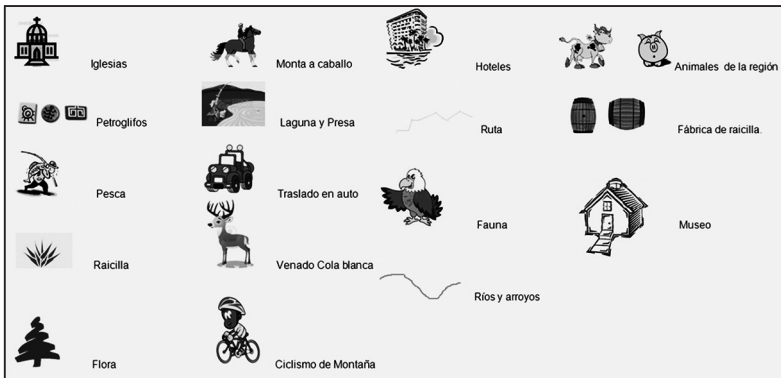 Iglesias
Monta a caballo
Hoteles
Animales de la región
Petroglifos
Laguna y Presa
Ruta
Fábrica de raicilla.
Pesca
Traslado en auto
Fauna
Museo
Raicilla
Venado Cola blanca
Ríos y arroyos
Flora
Ciclismo de Montaña